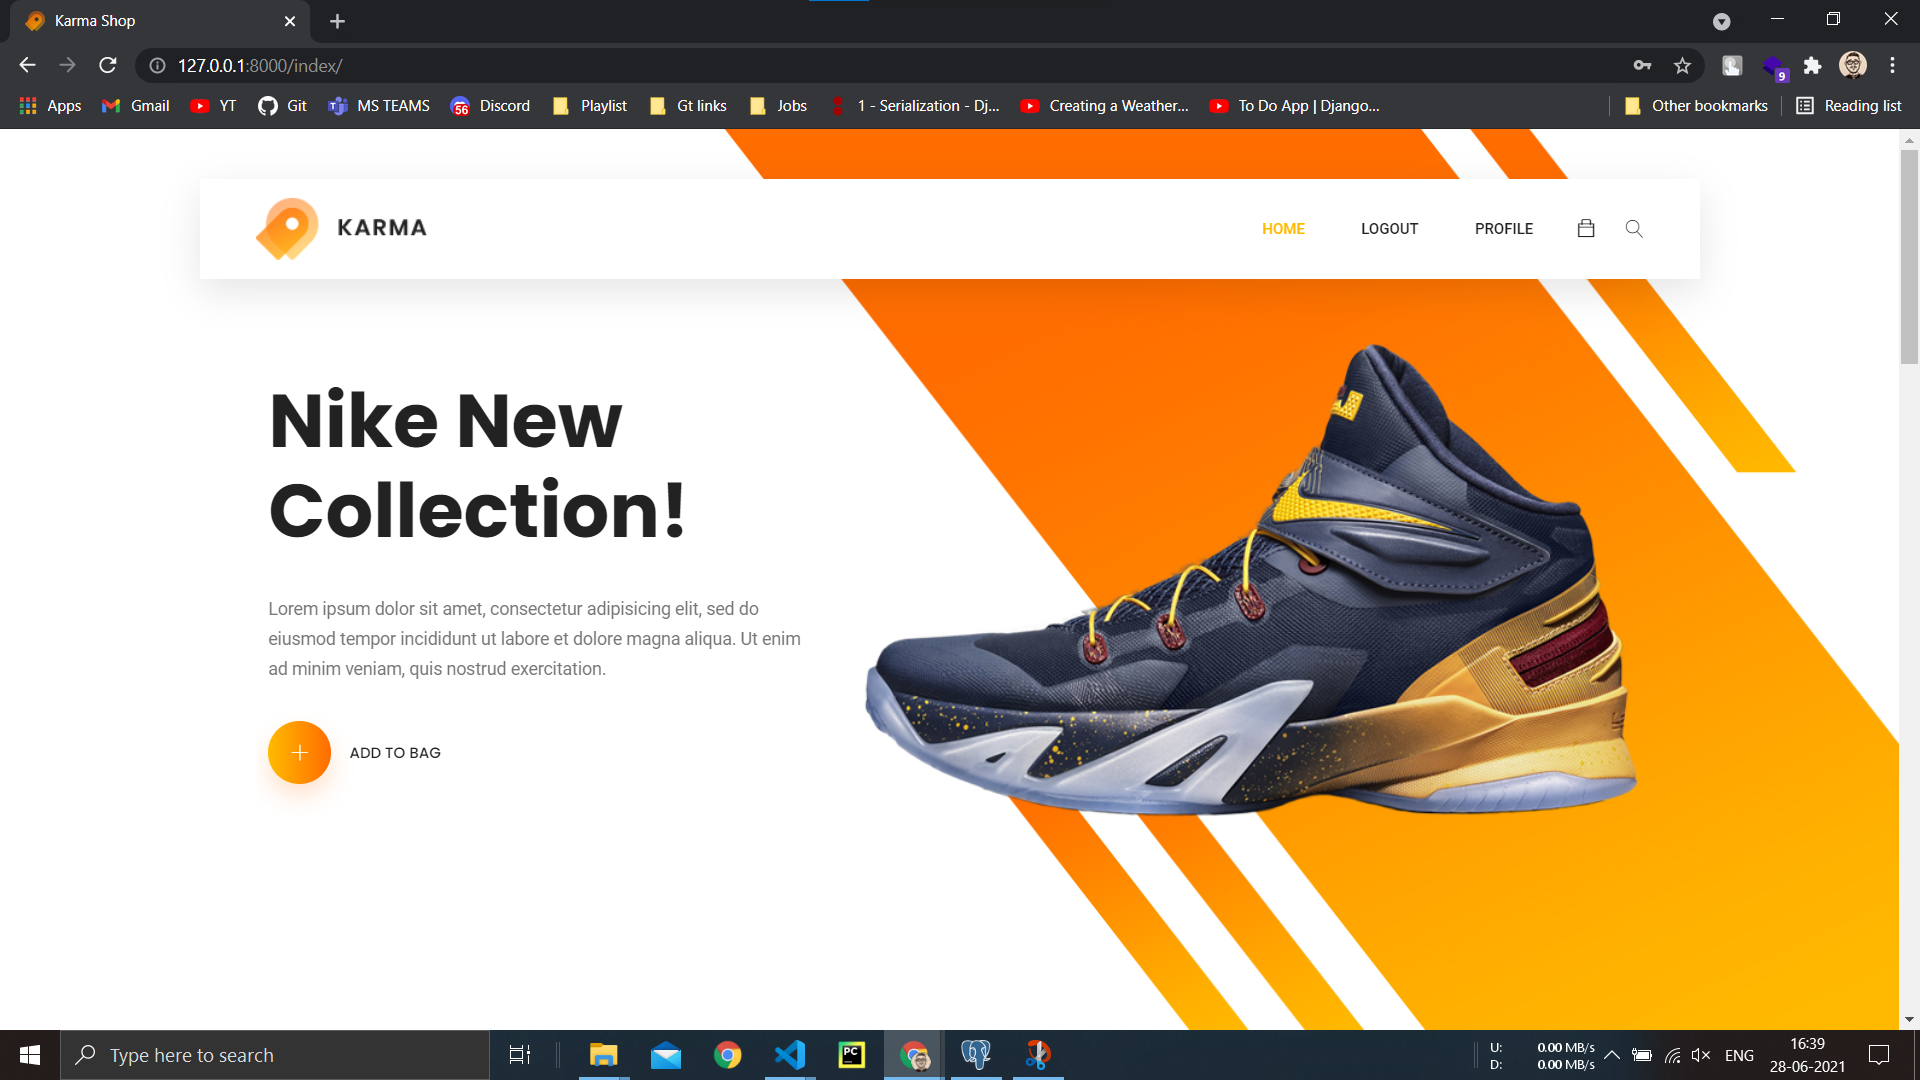 Karma Shop
127.0.0.1:8000/index/
9
Apps
Gmail
YT
Git
MS TEAMS
56
Discord
Playlist
Gt links
Jobs
1 - Serialization - Dj...
Creating a Weather...
To Do App | Django...
Other bookmarks
Reading list
KARMA
HOME
LOGOUT
PROFILE
Nike New
Collection!
Lorem ipsum dolor sit amet, consectetur adipisicing elit, sed do
eiusmod tempor incididunt ut labore et dolore magna aliqua. Ut enim
ad minim veniam, quis nostrud exercitation.
ADD TO BAG
Type here to search
PC
U: 0.00 MB/s
D: 0.00 MB/s
ENG
16:39
28-06-2021